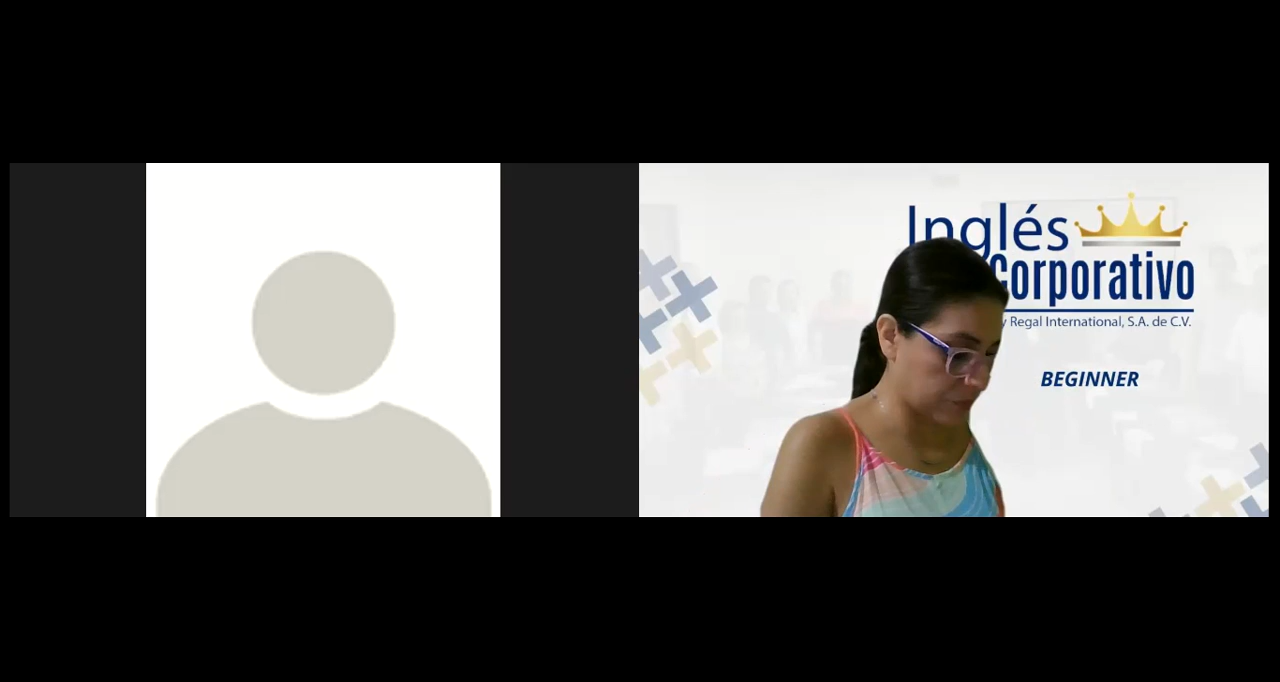 Inglés
Corporativo
y Regal International, S.A. de C.V.
BEGINNER